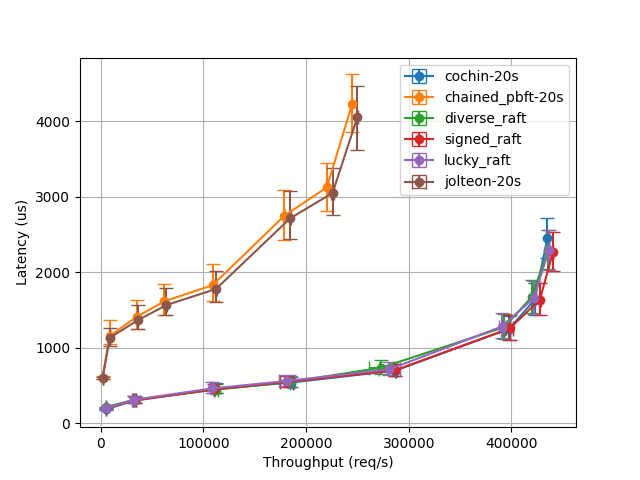 cochin-20s
chained_pbft-20s
diverse_raft
signed_raft
lucky_raft
jolteon-20s
4000
3000
2000
1000
0
Latency (us)
0 100000 200000 300000 400000
Throughput (req/s)